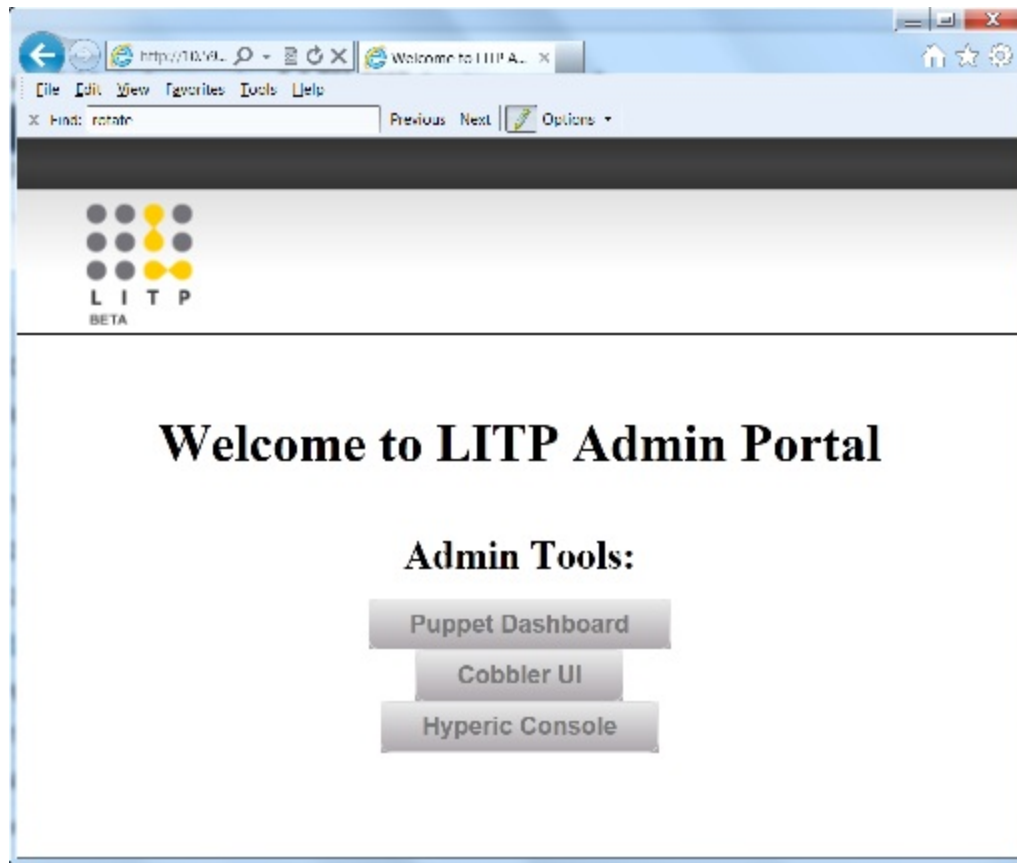 Welcome to LITP A...
File Edit View Favorites Tools Help
Find: rotate Previous Next Options
L I T P
BETA
Welcome to LITP Admin Portal
Admin Tools:
Puppet Dashboard
Cobbler UI
Hyperic Console